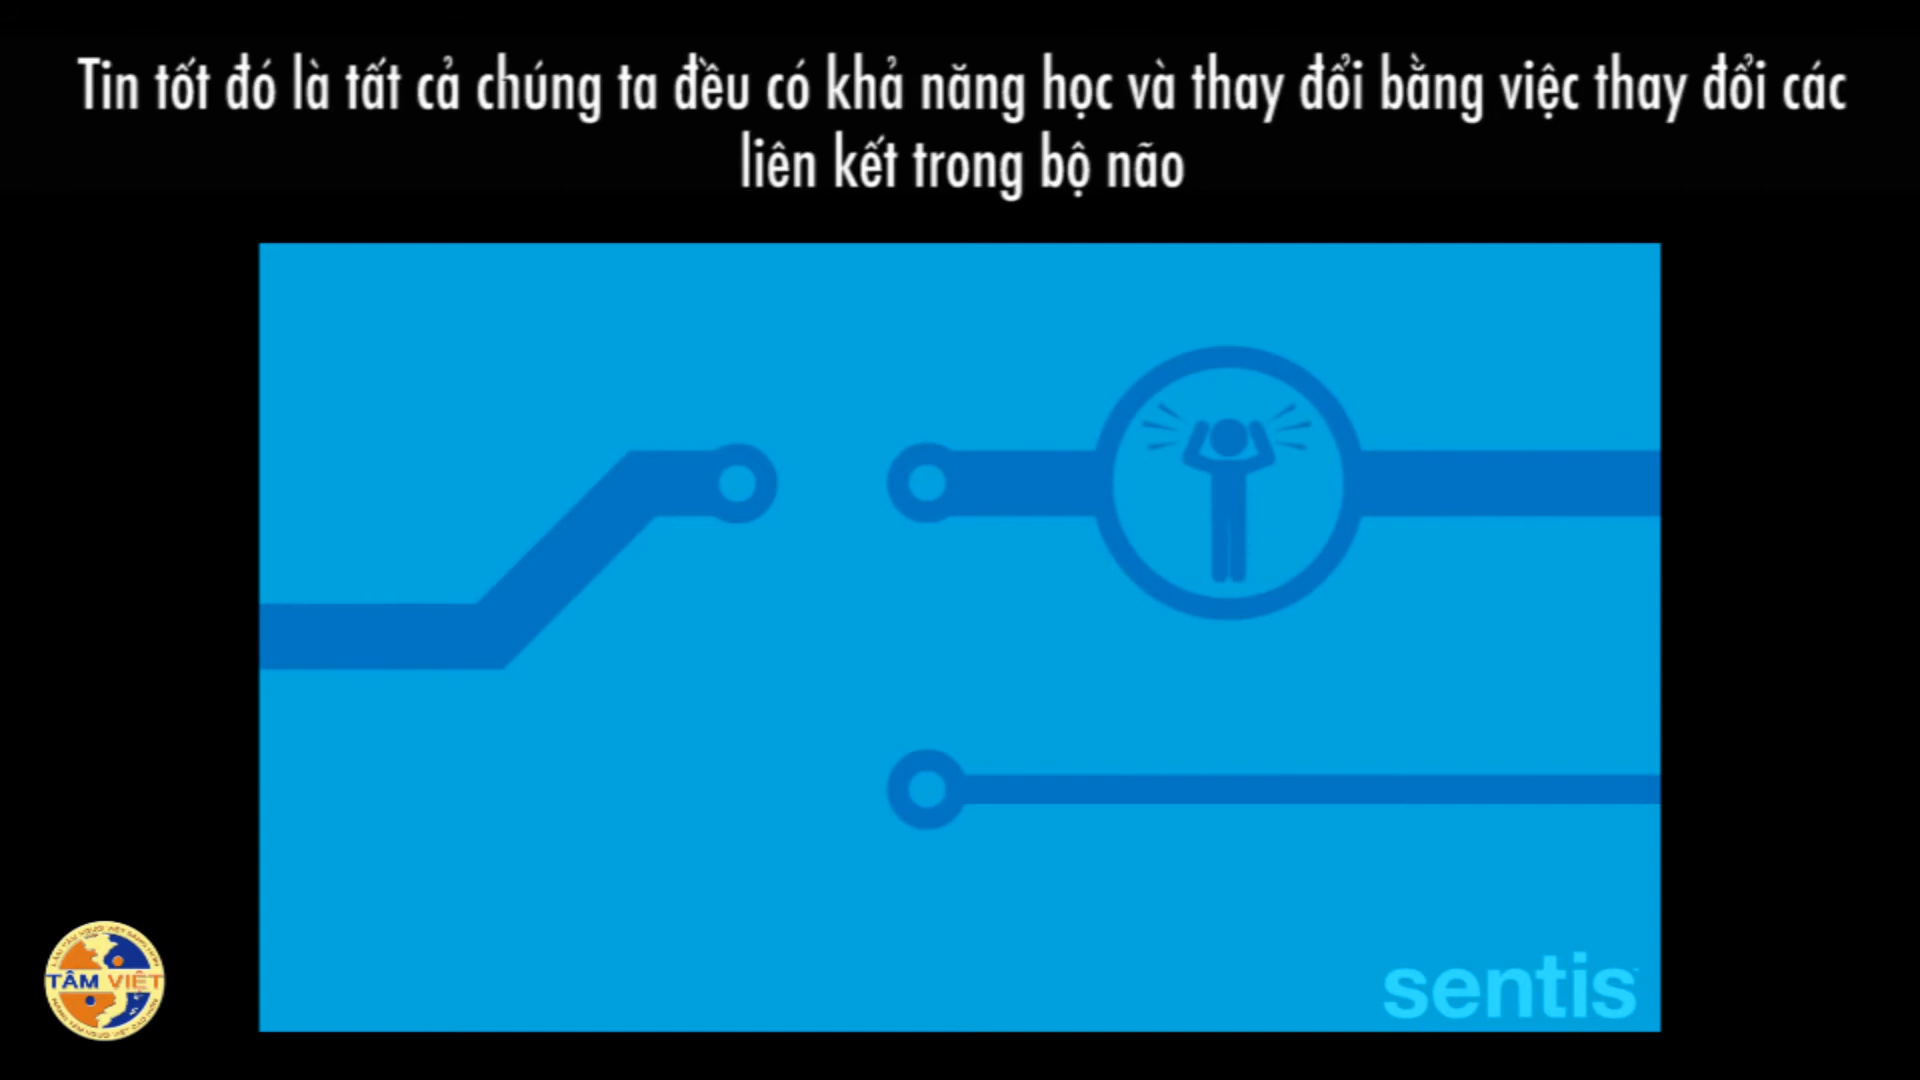 Tin tốt đó là tất cả chúng ta đều có khả năng học và thay đổi bằng việc thay đổi các
liên kết trong bộ não
sentis
TÂM VIỆT